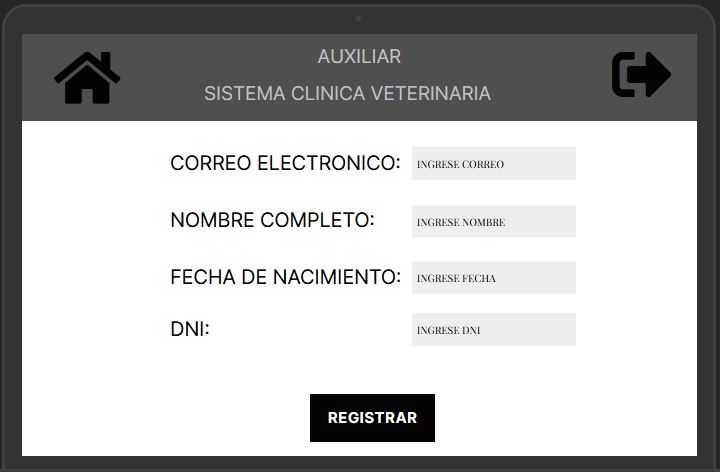 AUXILIAR
SISTEMA CLINICA VETERINARIA
CORREO ELECTRONICO: INGRESE CORREO
NOMBRE COMPLETO: INGRESE NOMBRE
FECHA DE NACIMIENTO: INGRESE FECHA
DNI: INGRESE DNI
REGISTRAR